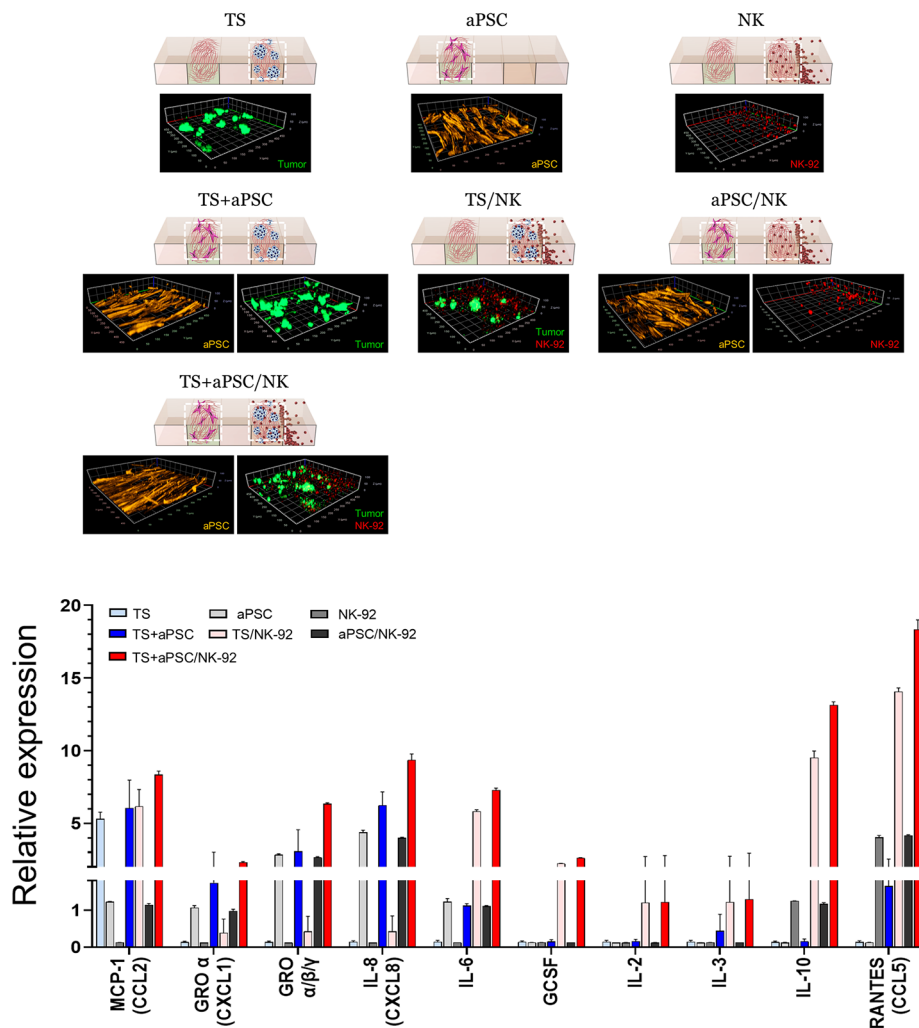 TS
aPSC
NK
Tumor
aPSC
NK-92
TS+aPSC
TS/NK
aPSC/NK
aPSC
Tumor
Tumor
NK-92
aPSC
NK-92
TS+aPSC/NK
aPSC
Tumor
NK-92
Relative expression
20
15
10
5
1
0
TS
aPSC
NK-92
TS+aPSC
TS/NK-92
aPSC/NK-92
TS+aPSC/NK-92
MCP-1
(CCL2)
GRO α
(CXCL1)
GRO
α/β/γ
IL-8
(CXCL8)
IL-6
GCSF
IL-2
IL-3
IL-10
RANTES
(CCL5)